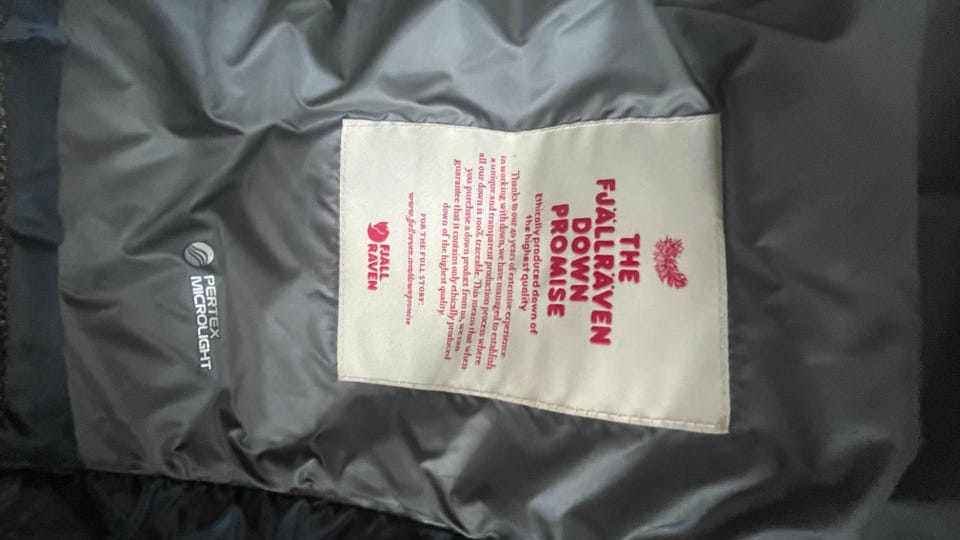 THE
FJÄLLRÄVEN
DOWN
PROMISE
Ethically produced down of
the highest quality
Thanks to our 40 years of extensive experience
in working with down, we have managed to establish
a unique and transparent production process where
all our down is 100% traceable. This means that when
you purchase a down product from us, we can
guarantee that it contains only ethically produced
down of the highest quality.
FOR THE FULL STORY:
www.fjallraven.com/downpromise
FJÄLL
RÄVEN
PERTEX
MICROLIGHT